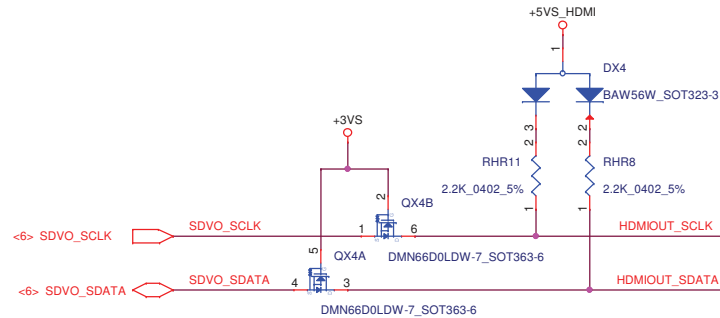 +5VS_HDMI
1
DX4
BAW56W_SOT323-3
3
2
+3VS
2
2
RHR11
RHR8
2.2K_0402_5%
2.2K_0402_5%
2
QX4B
1
1
<6> SDVO_SCLK
SDVO_SCLK
1
6
HDMIOUT_SCLK
5
QX4A
DMN66D0LDW-7_SOT363-6
<6> SDVO_SDATA
SDVO_SDATA
4
3
HDMIOUT_SDATA
DMN66D0LDW-7_SOT363-6